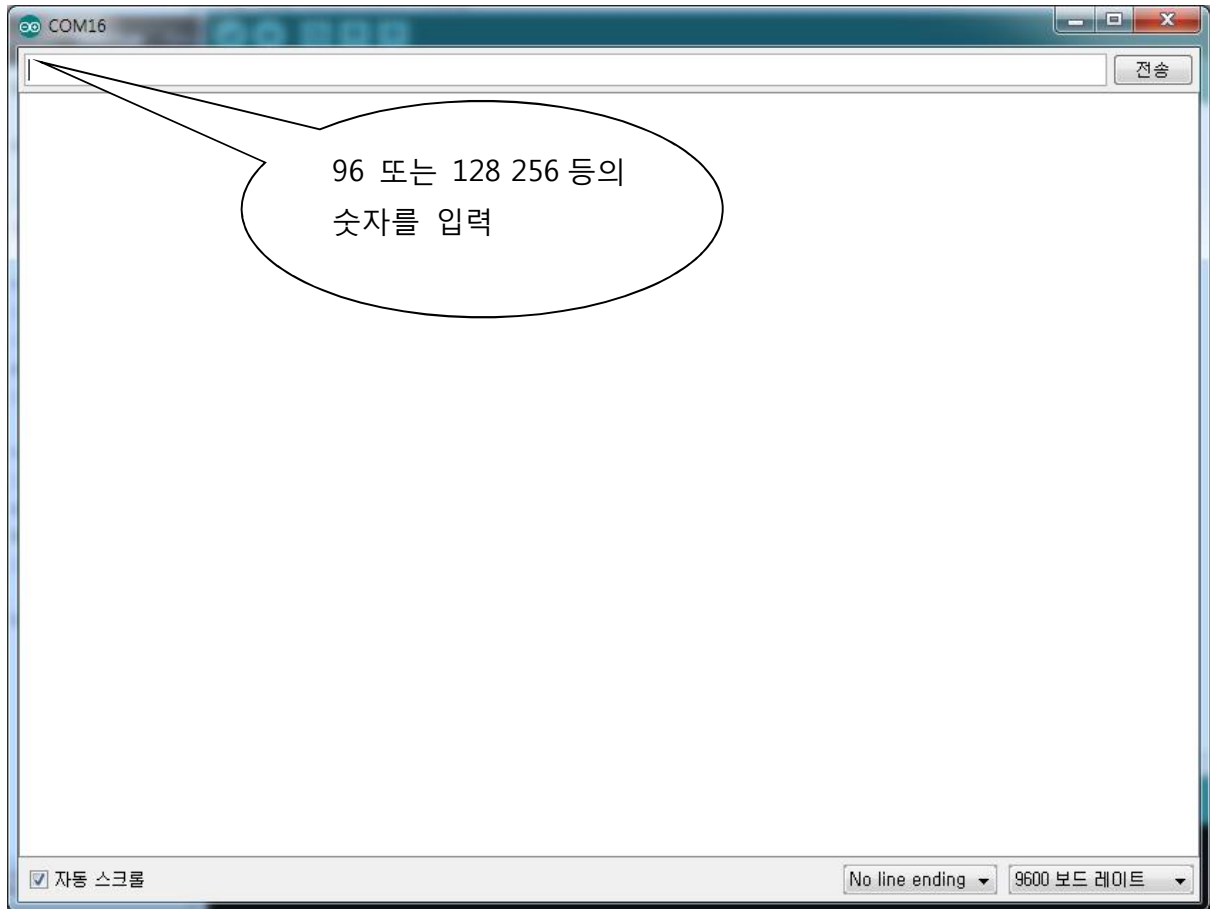 COM16
전송
96 또는 128 256 등의
숫자를 입력
자동 스크롤
No line ending
9600 보드 레이트